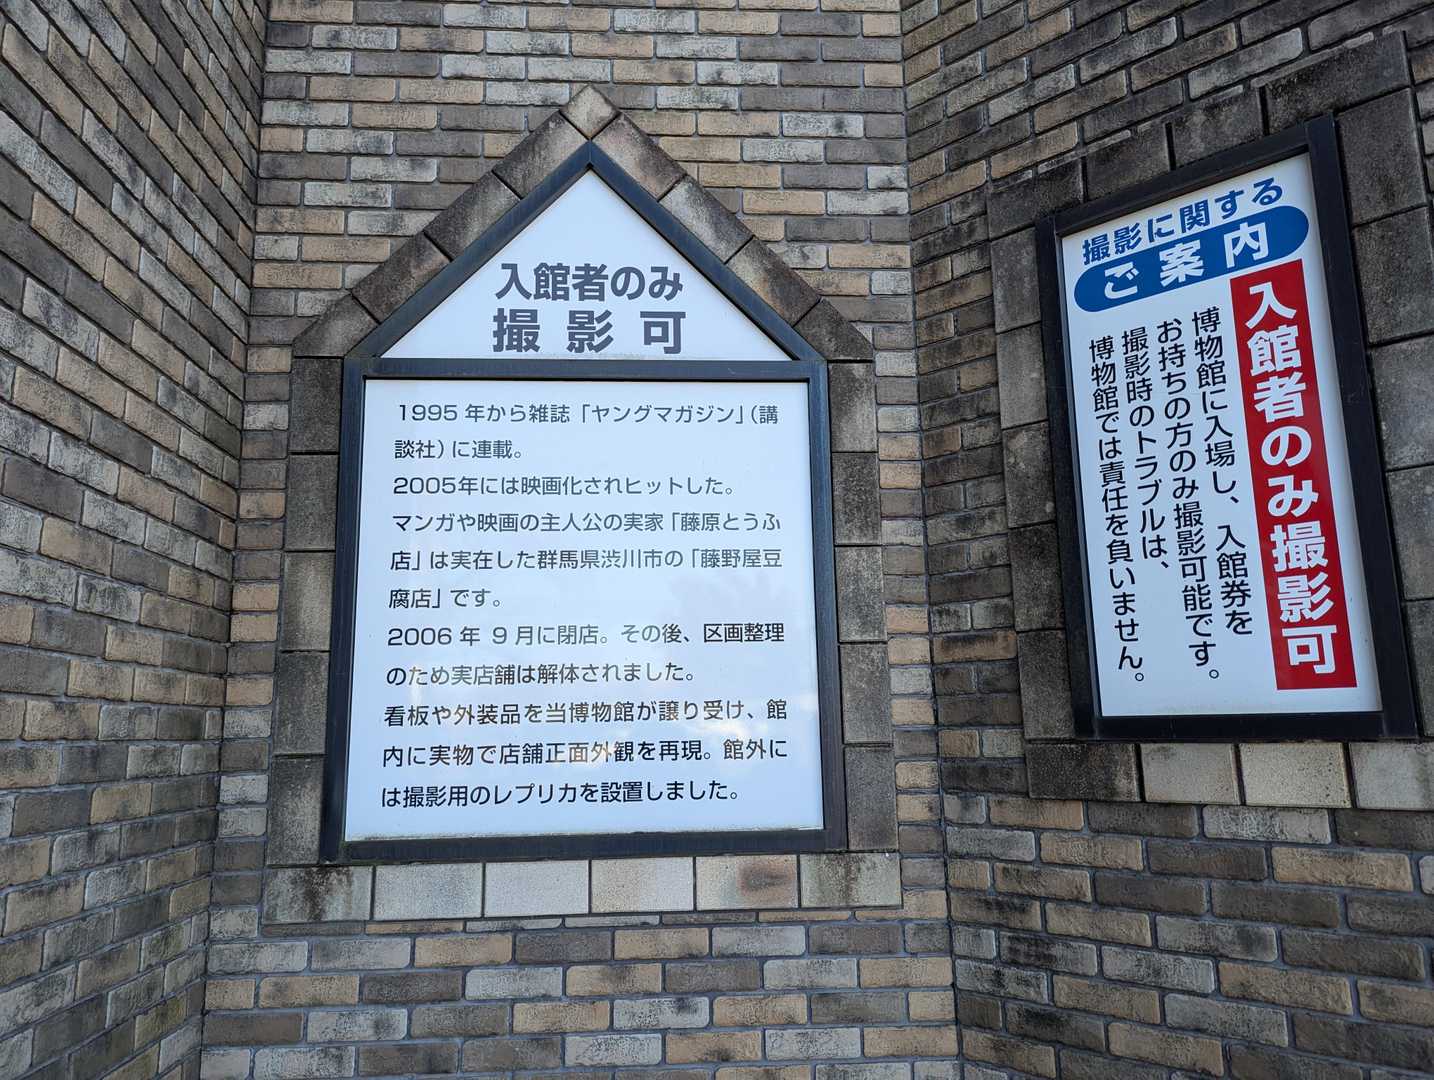 入館者のみ
撮影可
1995年から雑誌「ヤングマガジン」（講
談社）に連載。
2005年には映画化されヒットした。
マンガや映画の主人公の実家「藤原とうふ
店」は実在した群馬県渋川市の「藤野屋豆
腐店」です。
2006年 9月に閉店。その後、区画整理
のため実店舗は解体されました。
看板や外装品を当博物館が譲り受け、館
内に実物で店舗正面外観を再現。館外に
は撮影用のレプリカを設置しました。
撮影に関する
ご案内
入館者のみ撮影可
博物館に入場し、入館券を
お持ちの方のみ撮影可能です。
撮影時のトラブルは、
博物館では責任を負いません。